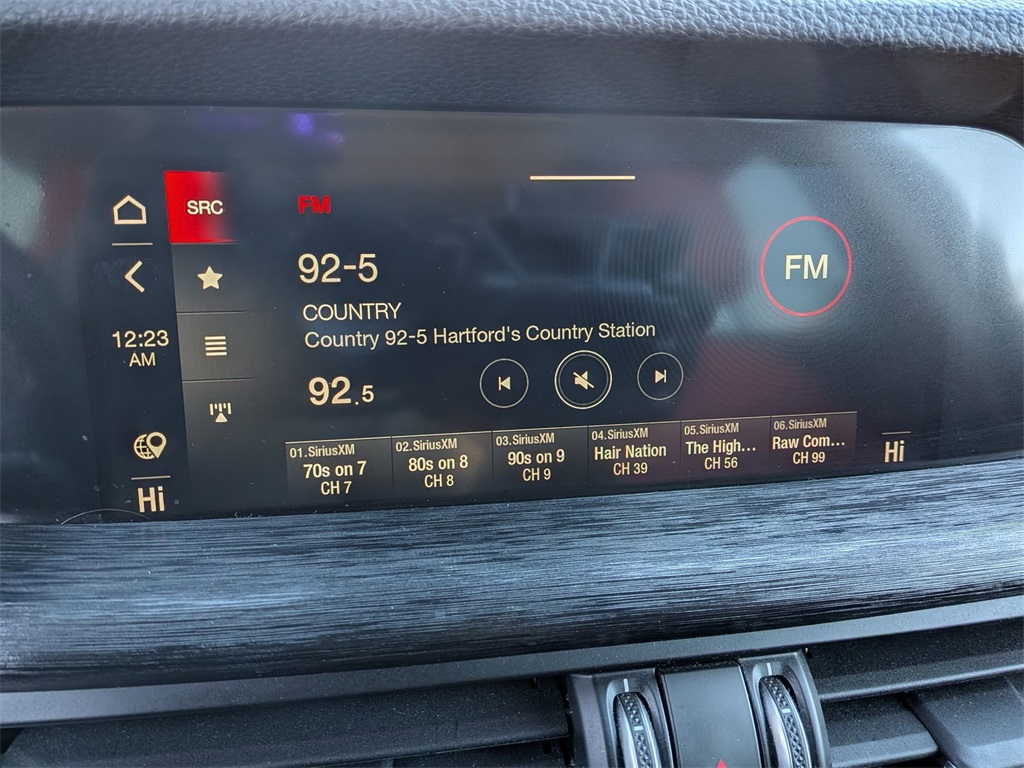 SRC
FM
92-5
COUNTRY
Country 92-5 Hartford's Country Station
FM
12:23
AM
92.5
01.SiriusXM
70s on 7
CH 7
02.SiriusXM
80s on 8
CH 8
03.SiriusXM
90s on 9
CH 9
04.SiriusXM
Hair Nation
CH 39
05.SiriusXM
The High...
CH 56
06.SiriusXM
Raw Com...
CH 99
Hi
Hi